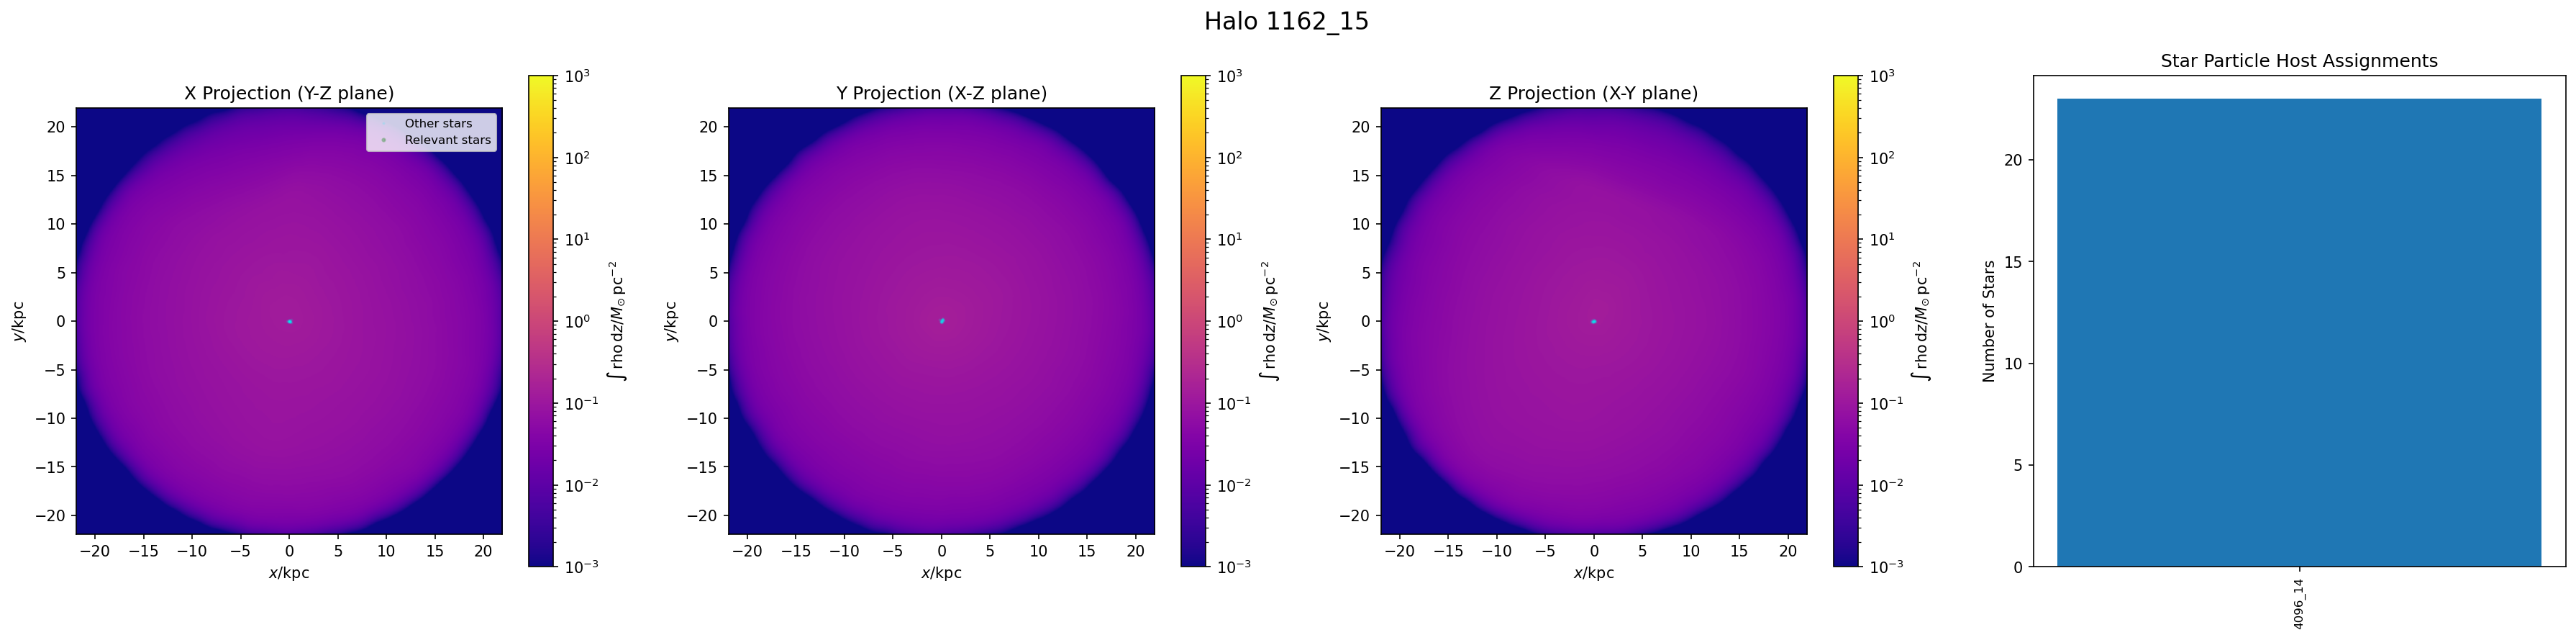 Halo 1162_15
X Projection (Y-Z plane)
Other stars
Relevant stars
20
15
10
5
0
−5
−10
−15
−20
y/kpc
−20 −15 −10 −5 0 5 10 15 20
x/kpc
10³
10²
10¹
10⁰
10⁻¹
10⁻²
10⁻³
∫ rho dz/M⊙ pc⁻²
Y Projection (X-Z plane)
20
15
10
5
0
−5
−10
−15
−20
y/kpc
−20 −15 −10 −5 0 5 10 15 20
x/kpc
10³
10²
10¹
10⁰
10⁻¹
10⁻²
10⁻³
∫ rho dz/M⊙ pc⁻²
Z Projection (X-Y plane)
20
15
10
5
0
−5
−10
−15
−20
y/kpc
−20 −15 −10 −5 0 5 10 15 20
x/kpc
10³
10²
10¹
10⁰
10⁻¹
10⁻²
10⁻³
∫ rho dz/M⊙ pc⁻²
Star Particle Host Assignments
20
15
10
5
0
Number of Stars
4096_14